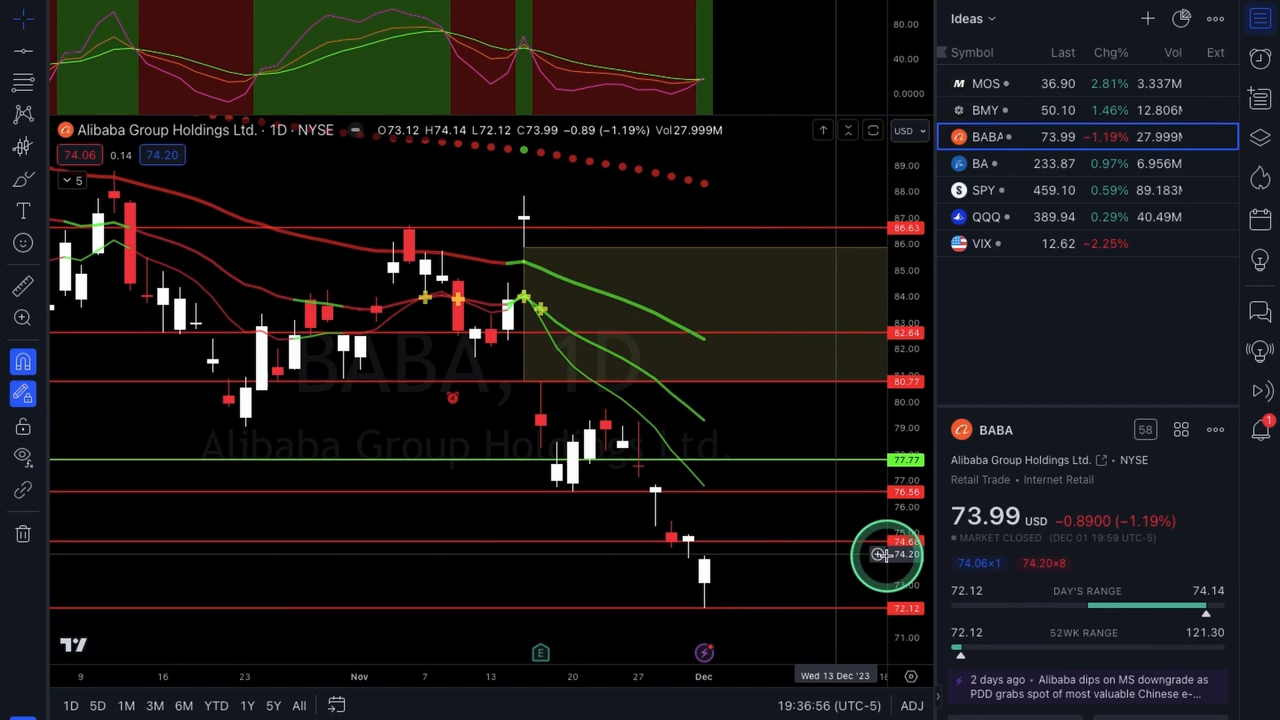 80.00
40.00
0.0000
Alibaba Group Holdings Ltd. · 1D · NYSE O73.12 H74.14 L72.12 C73.99 −0.89 (−1.19%) Vol27.999M
USD
74.06 0.14 74.20
5
89.00
88.00
87.00
86.63
86.00
85.00
84.00
83.00
82.64
82.00
80.77
80.00
79.00
77.77
77.00
76.56
76.00
74.20
73.00
72.12
71.00
BABA, 1D
Alibaba Group Holdings Ltd.
E
9 16 23 Nov 7 13 20 27 Dec Wed 13 Dec '23
1D 5D 1M 3M 6M YTD 1Y 5Y All 19:36:56 (UTC-5) ADJ
Ideas
Symbol Last Chg% Vol Ext
MOS 36.90 2.81% 3.337M
BMY 50.10 1.46% 12.806M
BABA 73.99 −1.19% 27.999M
BA 233.87 0.97% 6.956M
SPY 459.10 0.59% 89.183M
QQQ 389.94 0.29% 40.49M
VIX 12.62 −2.25%
BABA 58
Alibaba Group Holdings Ltd. • NYSE
Retail Trade • Internet Retail
73.99 USD −0.8900 (−1.19%)
MARKET CLOSED (DEC 01 19:59 UTC-5)
74.06×1 74.20×8
72.12 DAY'S RANGE 74.14
72.12 52WK RANGE 121.30
2 days ago • Alibaba dips on MS downgrade as
PDD grabs spot of most valuable Chinese e-...
1